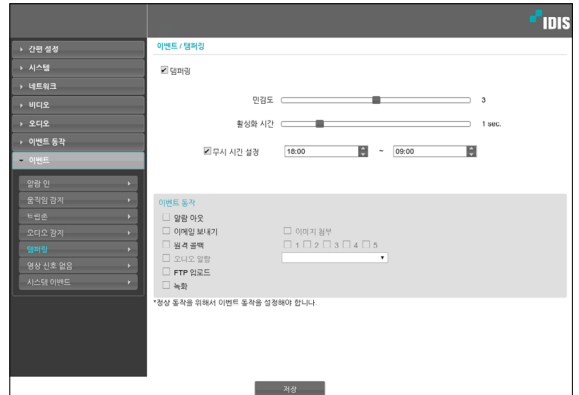 IDIS
간편 설정
시스템
네트워크
비디오
오디오
이벤트 동작
이벤트
알람 인
움직임 감지
트립존
오디오 감지
탬퍼링
영상 신호 없음
시스템 이벤트
이벤트 / 탬퍼링
탬퍼링
민감도 3
활성화 시간 1 sec.
무시 시간 설정 18:00 ~ 09:00
이벤트 동작
알람 아웃
이메일 보내기 이미지 첨부
원격 콜백 1 2 3 4 5
오디오 알람
FTP 업로드
녹화
*정상 동작을 위해서 이벤트 동작을 설정해야 합니다.
저장